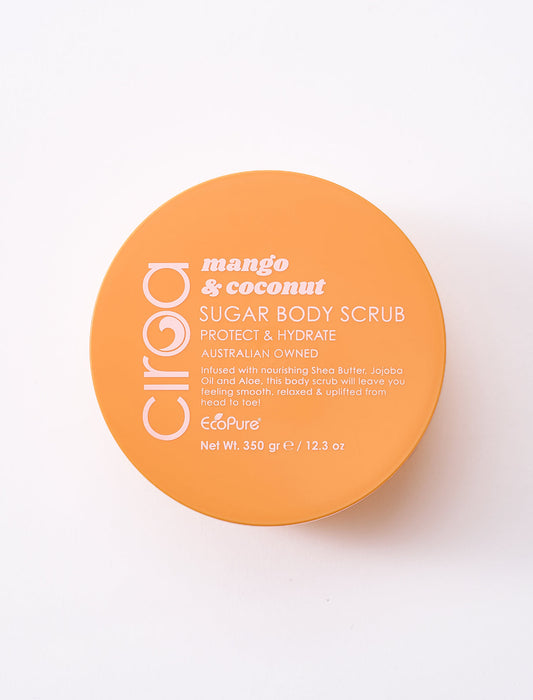 ciroa
mango
& coconut
SUGAR BODY SCRUB
PROTECT & HYDRATE
AUSTRALIAN OWNED
Infused with nourishing Shea Butter, Jojoba
Oil and Aloe, this body scrub will leave you
feeling smooth, relaxed & uplifted from
head to toe!
EcoPure®
Net Wt. 350 gr ℮ / 12.3 oz